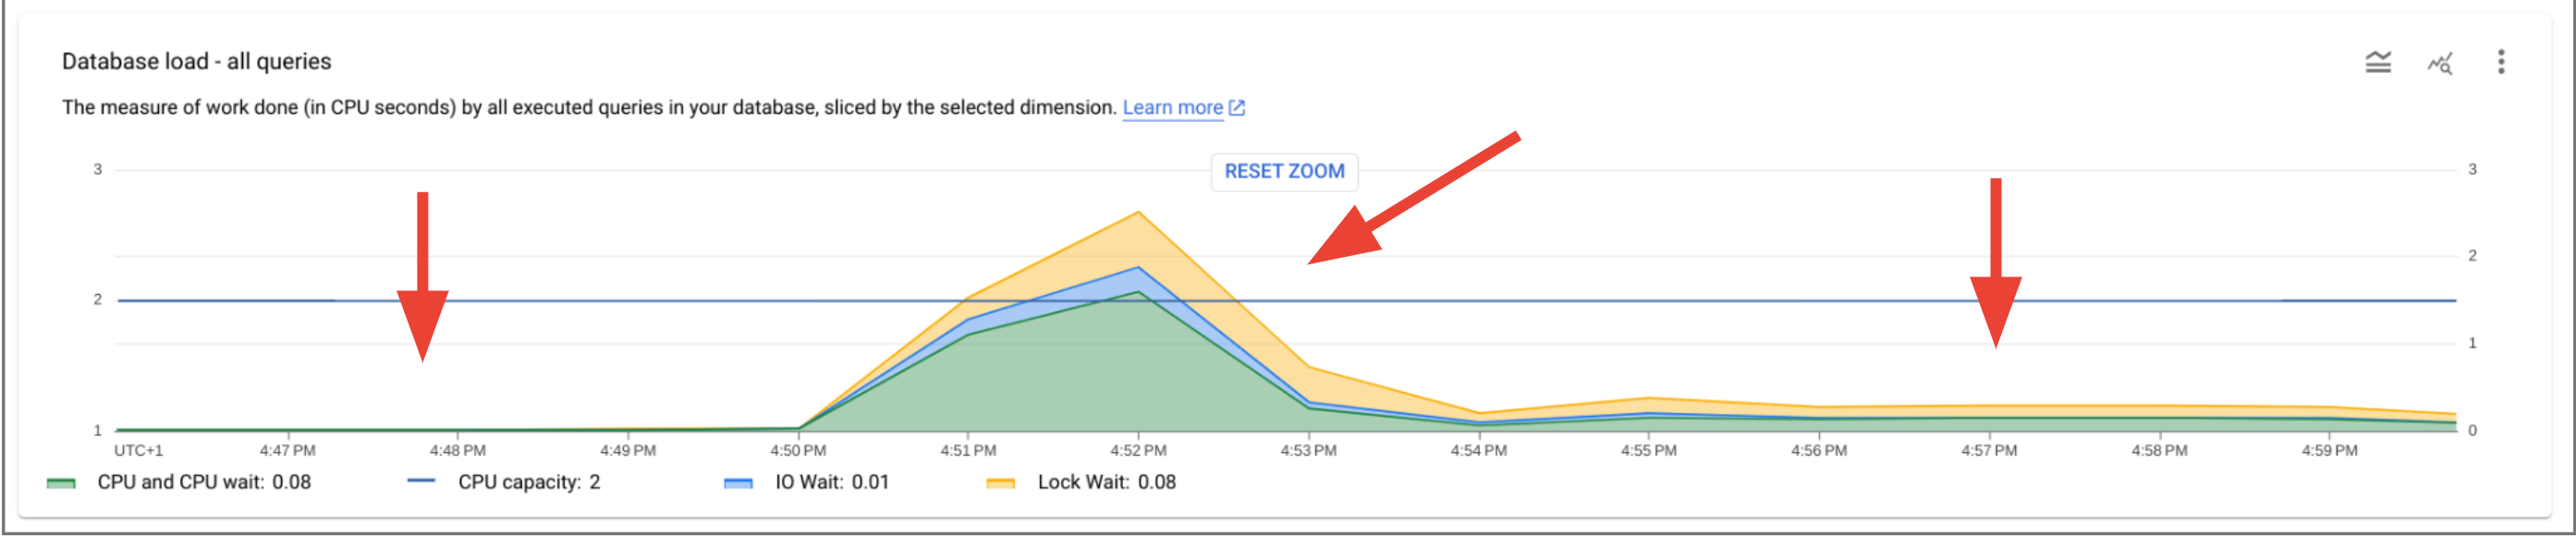 Database load - all queries
The measure of work done (in CPU seconds) by all executed queries in your database, sliced by the selected dimension. Learn more
RESET ZOOM
3 3
2
2
1
1 0
UTC+1 4:47 PM 4:48 PM 4:49 PM 4:50 PM 4:51 PM 4:52 PM 4:53 PM 4:54 PM 4:55 PM 4:56 PM 4:57 PM 4:58 PM 4:59 PM
CPU and CPU wait: 0.08 CPU capacity: 2 IO Wait: 0.01 Lock Wait: 0.08